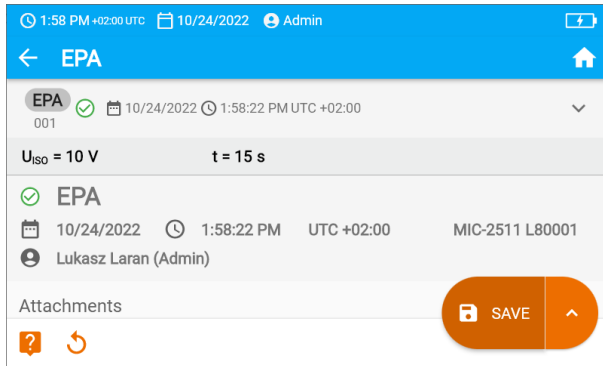 1:58 PM +02:00 UTC 10/24/2022 Admin
EPA
EPA 10/24/2022 1:58:22 PM UTC +02:00
001
UISO = 10 V t = 15 s
EPA
10/24/2022 1:58:22 PM UTC +02:00 MIC-2511 L80001
Lukasz Laran (Admin)
Attachments
SAVE
?